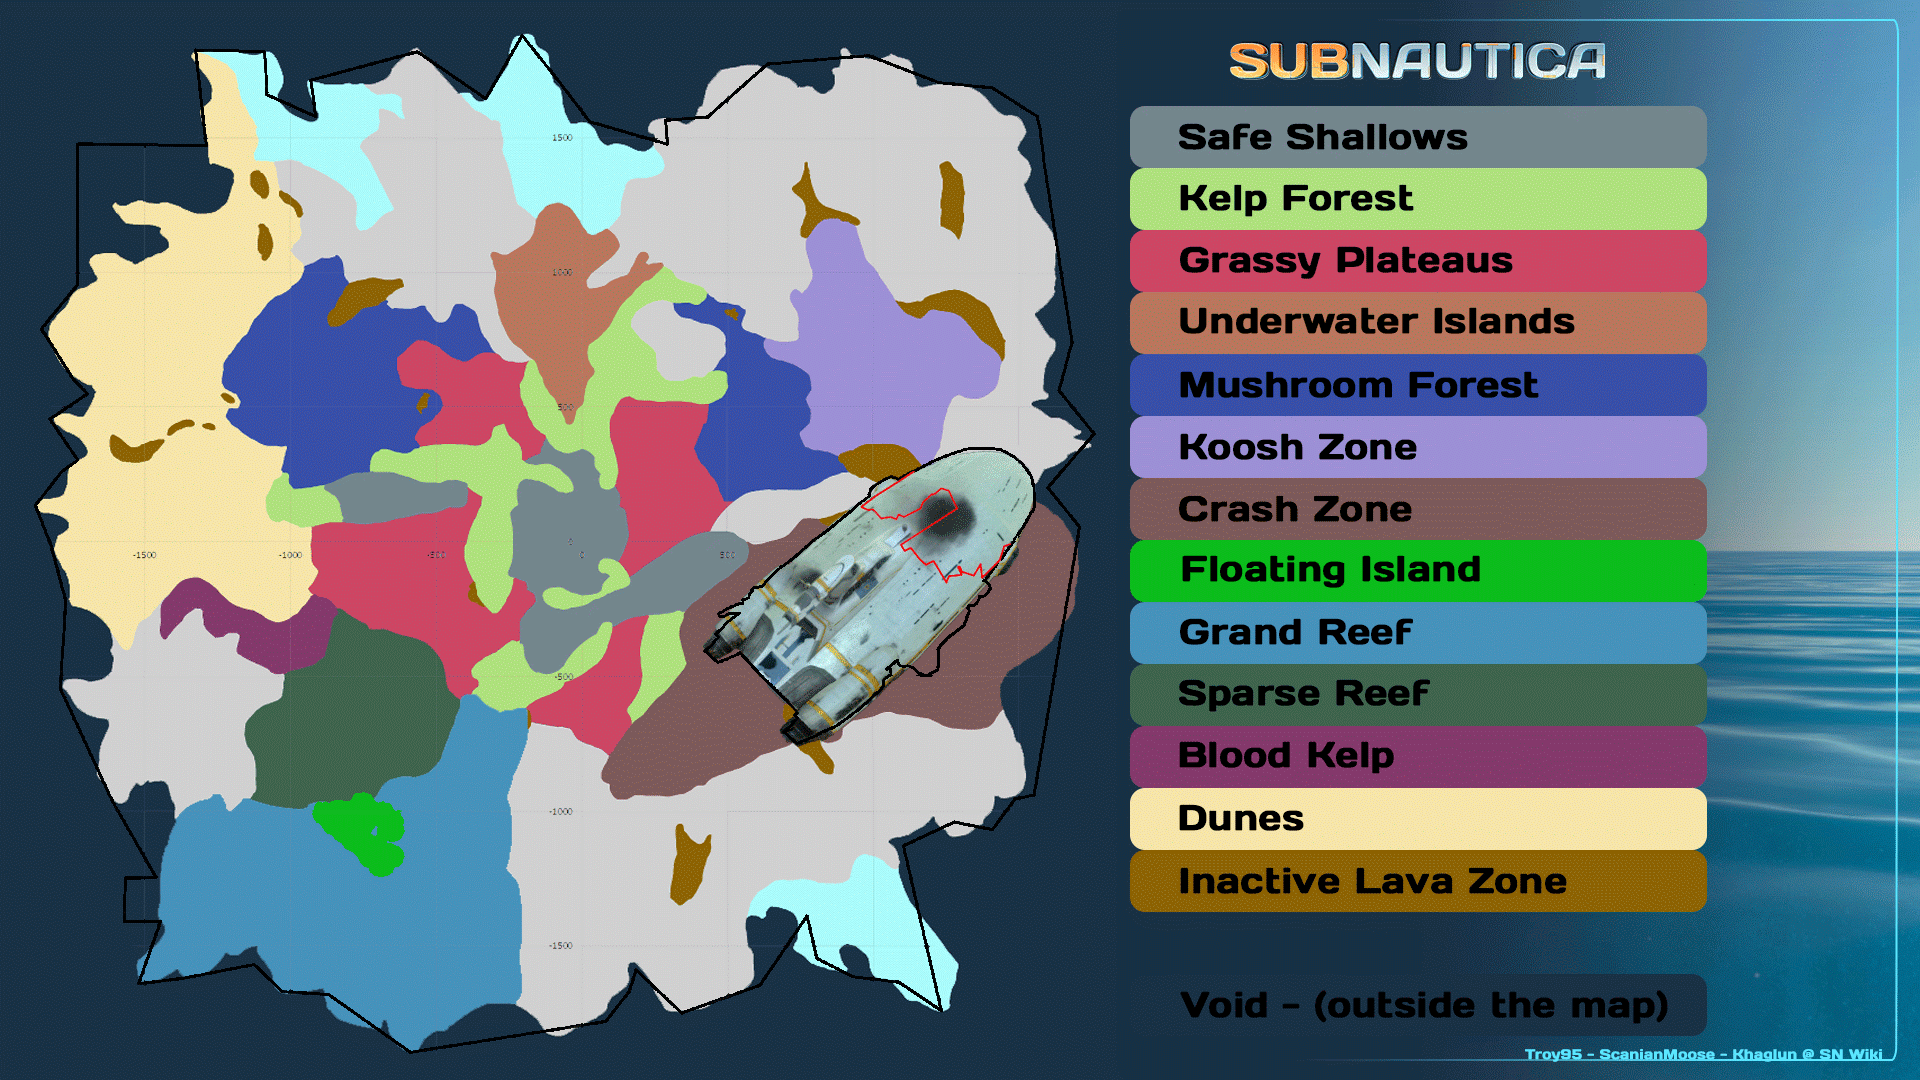 SUBNAUTICA
Safe Shallows
Kelp Forest
Grassy Plateaus
Underwater Islands
Mushroom Forest
Koosh Zone
Crash Zone
Floating Island
Grand Reef
Sparse Reef
Blood Kelp
Dunes
Inactive Lava Zone
Void - (outside the map)
Troy95 - ScanianMoose - Khaglun @ SN Wiki
1500
1000
500
-1500 -1000 -500 0 500
-500
-1000
-1500